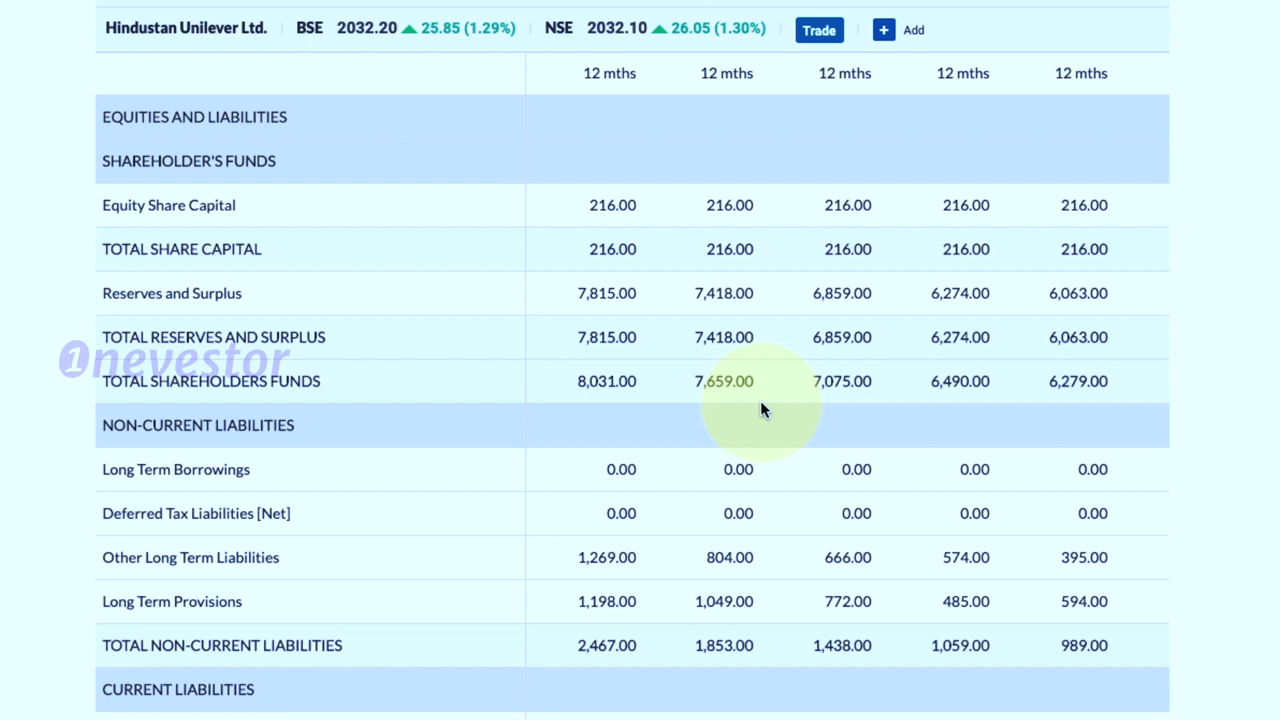 Hindustan Unilever Ltd. BSE 2032.20 ▲ 25.85 (1.29%) NSE 2032.10 ▲ 26.05 (1.30%) Trade + Add
12 mths 12 mths 12 mths 12 mths 12 mths
EQUITIES AND LIABILITIES
SHAREHOLDER'S FUNDS
Equity Share Capital 216.00 216.00 216.00 216.00 216.00
TOTAL SHARE CAPITAL 216.00 216.00 216.00 216.00 216.00
Reserves and Surplus 7,815.00 7,418.00 6,859.00 6,274.00 6,063.00
TOTAL RESERVES AND SURPLUS 7,815.00 7,418.00 6,859.00 6,274.00 6,063.00
1nevestor
TOTAL SHAREHOLDERS FUNDS 8,031.00 7,659.00 7,075.00 6,490.00 6,279.00
NON-CURRENT LIABILITIES
Long Term Borrowings 0.00 0.00 0.00 0.00 0.00
Deferred Tax Liabilities [Net] 0.00 0.00 0.00 0.00 0.00
Other Long Term Liabilities 1,269.00 804.00 666.00 574.00 395.00
Long Term Provisions 1,198.00 1,049.00 772.00 485.00 594.00
TOTAL NON-CURRENT LIABILITIES 2,467.00 1,853.00 1,438.00 1,059.00 989.00
CURRENT LIABILITIES